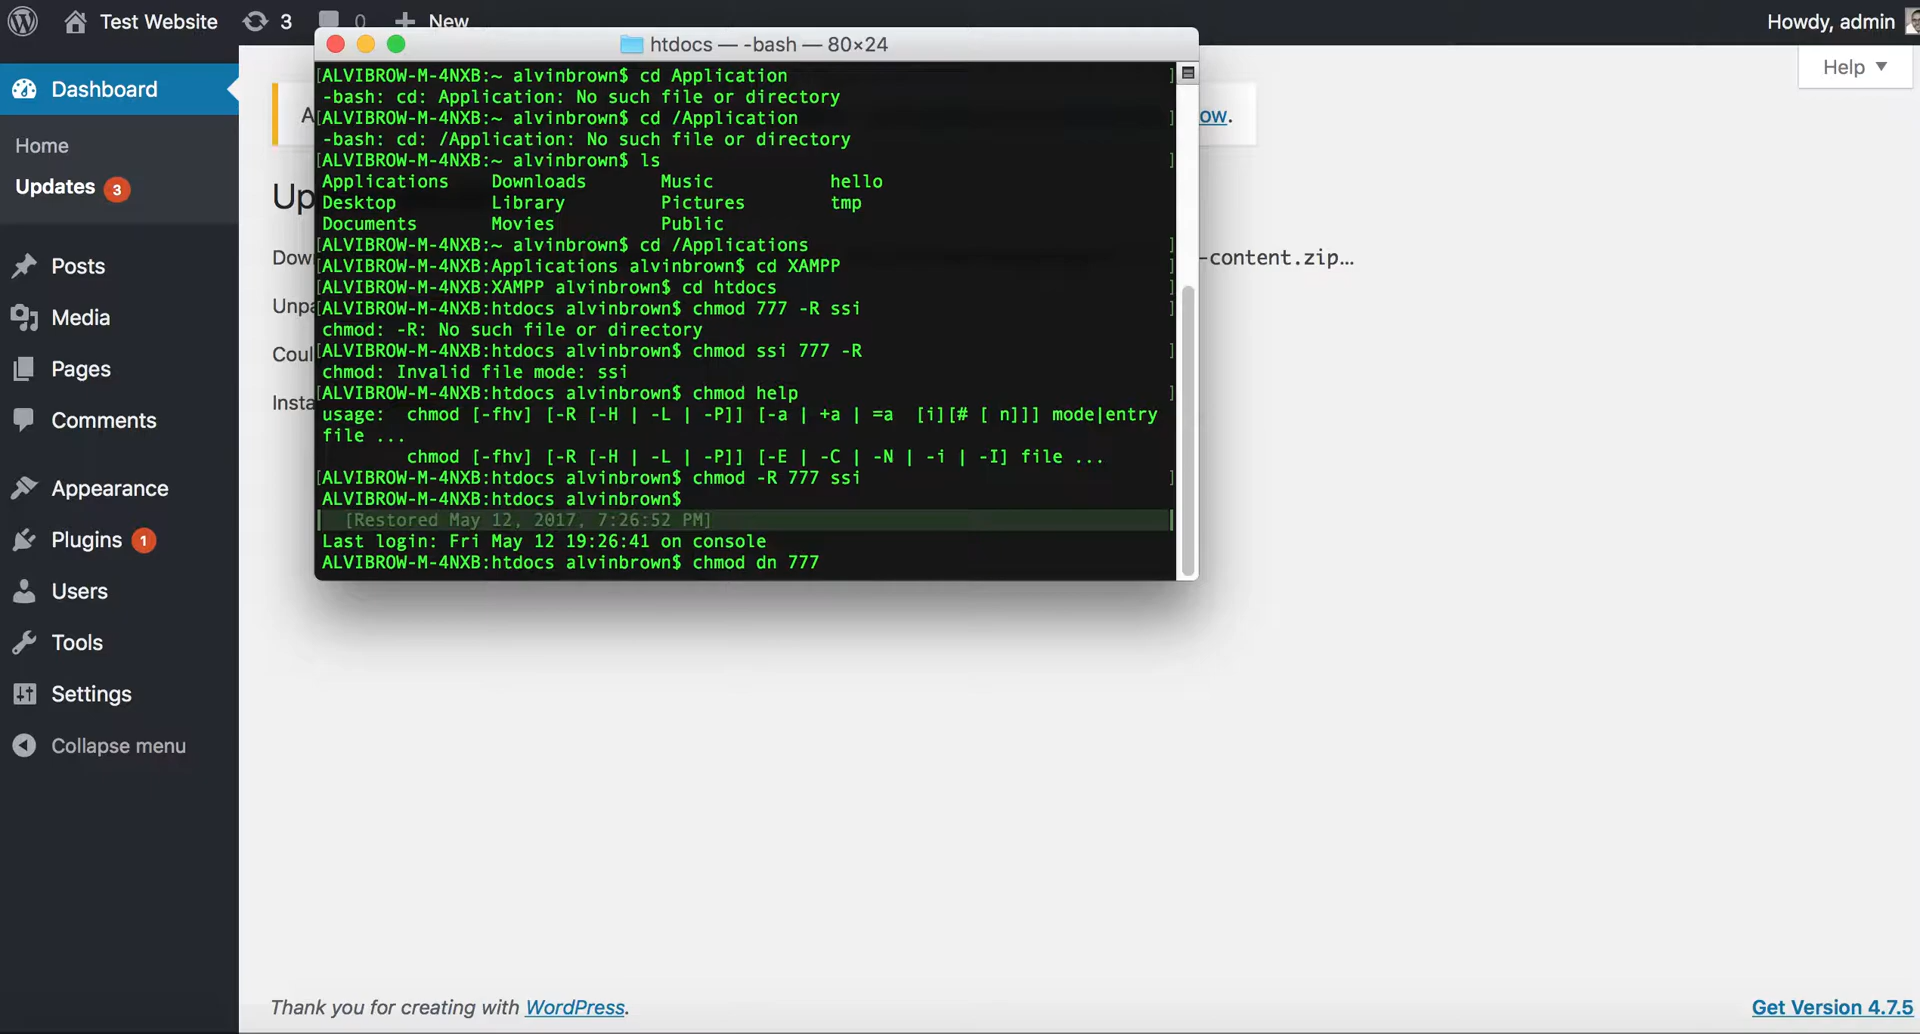 Test Website 3 0 New Howdy, admin
htdocs — -bash — 80×24
Help
Dashboard
Home
Updates 3
Posts
Media
Pages
Comments
Appearance
Plugins 1
Users
Tools
Settings
Collapse menu
[ALVIBROW-M-4NXB:~ alvinbrown$ cd Application ]
-bash: cd: Application: No such file or directory
[ALVIBROW-M-4NXB:~ alvinbrown$ cd /Application ]
-bash: cd: /Application: No such file or directory
[ALVIBROW-M-4NXB:~ alvinbrown$ ls ]
Applications Downloads Music hello
Desktop Library Pictures tmp
Documents Movies Public
[ALVIBROW-M-4NXB:~ alvinbrown$ cd /Applications ]
[ALVIBROW-M-4NXB:Applications alvinbrown$ cd XAMPP ]
[ALVIBROW-M-4NXB:XAMPP alvinbrown$ cd htdocs ]
[ALVIBROW-M-4NXB:htdocs alvinbrown$ chmod 777 -R ssi ]
chmod: -R: No such file or directory
[ALVIBROW-M-4NXB:htdocs alvinbrown$ chmod ssi 777 -R ]
chmod: Invalid file mode: ssi
[ALVIBROW-M-4NXB:htdocs alvinbrown$ chmod help ]
usage: chmod [-fhv] [-R [-H | -L | -P]] [-a | +a | =a [i][# [ n]]] mode|entry
file ...
chmod [-fhv] [-R [-H | -L | -P]] [-E | -C | -N | -i | -I] file ...
[ALVIBROW-M-4NXB:htdocs alvinbrown$ chmod -R 777 ssi ]
ALVIBROW-M-4NXB:htdocs alvinbrown$
[Restored May 12, 2017, 7:26:52 PM]
Last login: Fri May 12 19:26:41 on console
ALVIBROW-M-4NXB:htdocs alvinbrown$ chmod dn 777
A
ow.
Up
Dow
-content.zip...
Unpa
Coul
Insta
Thank you for creating with WordPress.
Get Version 4.7.5